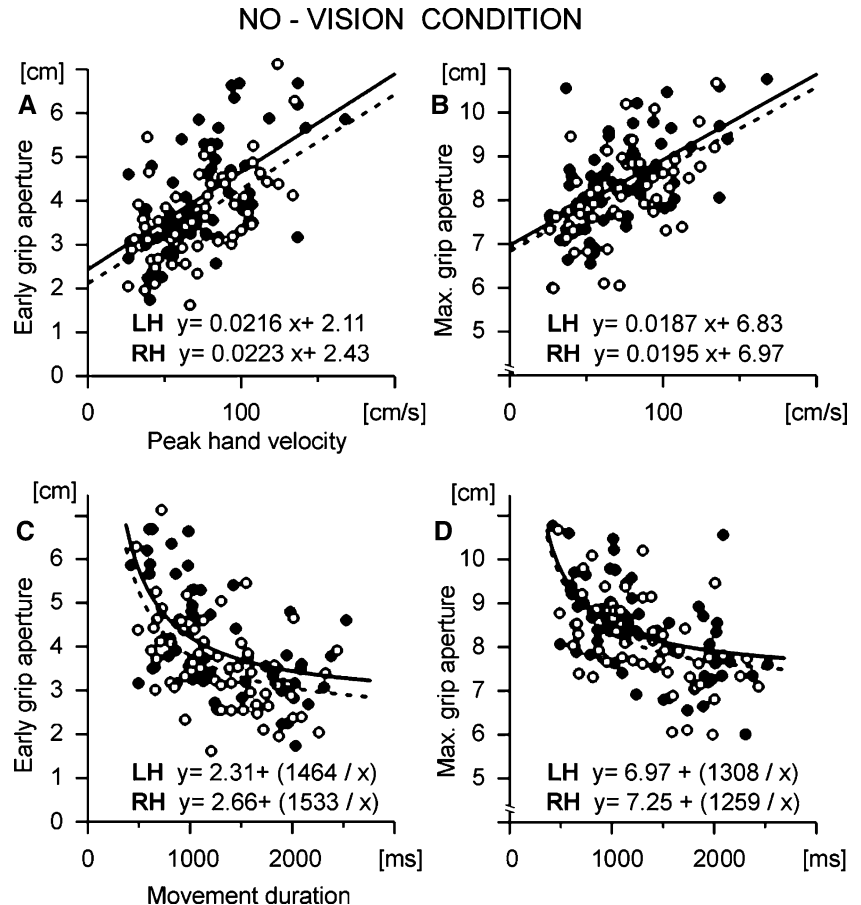 NO - VISION CONDITION
[cm]
A
6
5
4
3
2
1
0
Early grip aperture
LH y= 0.0216 x+ 2.11
RH y= 0.0223 x+ 2.43
0 100 [cm/s]
Peak hand velocity
[cm]
B
10
9
8
7
6
5
Max. grip aperture
LH y= 0.0187 x+ 6.83
RH y= 0.0195 x+ 6.97
0 100 [cm/s]
[cm]
C
6
5
4
3
2
1
0
Early grip aperture
LH y= 2.31+ (1464 / x)
RH y= 2.66+ (1533 / x)
0 1000 2000 [ms]
Movement duration
[cm]
D
10
9
8
7
6
5
Max. grip aperture
LH y= 6.97 + (1308 / x)
RH y= 7.25 + (1259 / x)
0 1000 2000 [ms]